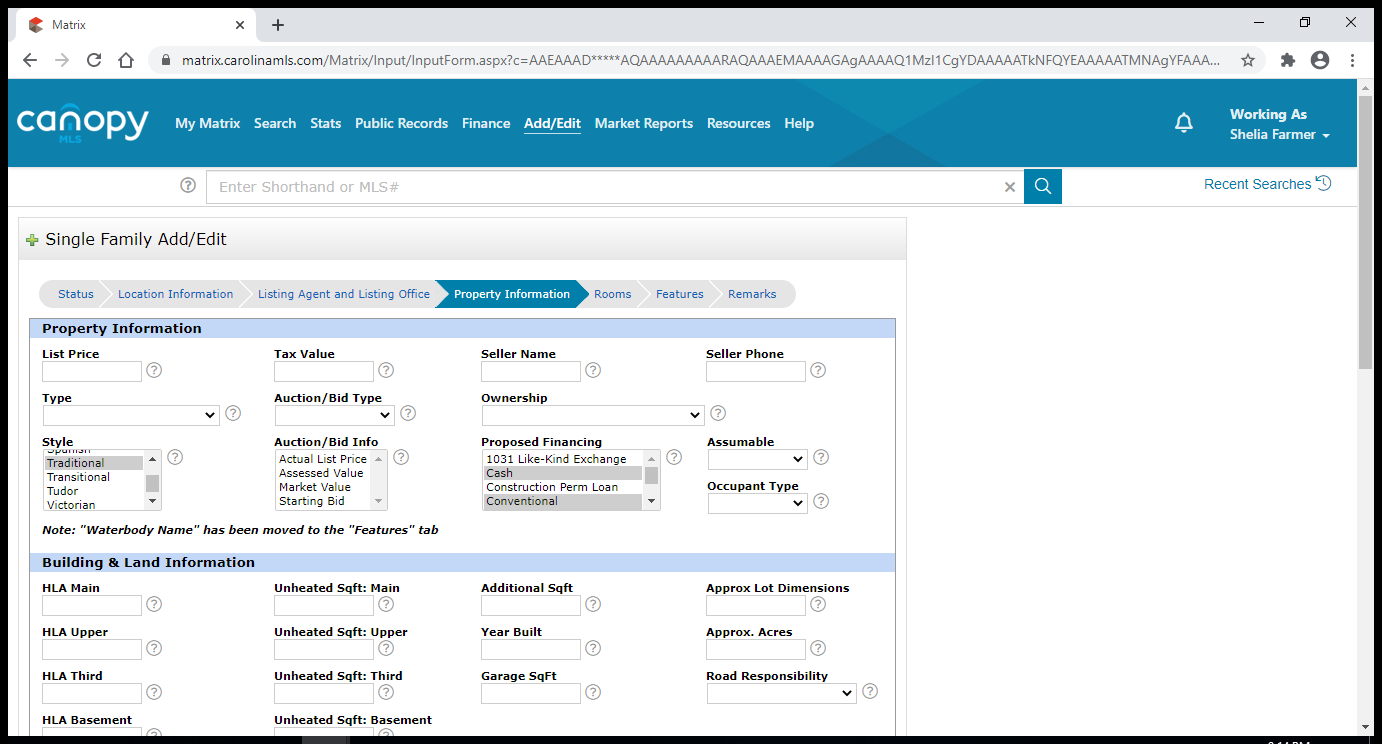 Matrix
matrix.carolinamls.com/Matrix/Input/InputForm.aspx?c=AAEAAAD*****AQAAAAAAAAARAQAAAEMAAAAGAgAAAAQ1MzI1CgYDAAAAATkNFQYEAAAAATMNAgYFAAA...
canopy
MLS
My Matrix Search Stats Public Records Finance Add/Edit Market Reports Resources Help
Working As
Shelia Farmer
Enter Shorthand or MLS#
Recent Searches
Single Family Add/Edit
Status Location Information Listing Agent and Listing Office Property Information Rooms Features Remarks
Property Information
List Price Tax Value Seller Name Seller Phone
Type Auction/Bid Type Ownership
Style Auction/Bid Info Proposed Financing Assumable
Spanish
Traditional Actual List Price 1031 Like-Kind Exchange
Transitional Assessed Value Cash
Tudor Market Value Construction Perm Loan Occupant Type
Victorian Starting Bid Conventional
Note: "Waterbody Name" has been moved to the "Features" tab
Building & Land Information
HLA Main Unheated Sqft: Main Additional Sqft Approx Lot Dimensions
HLA Upper Unheated Sqft: Upper Year Built Approx. Acres
HLA Third Unheated Sqft: Third Garage SqFt Road Responsibility
HLA Basement Unheated Sqft: Basement